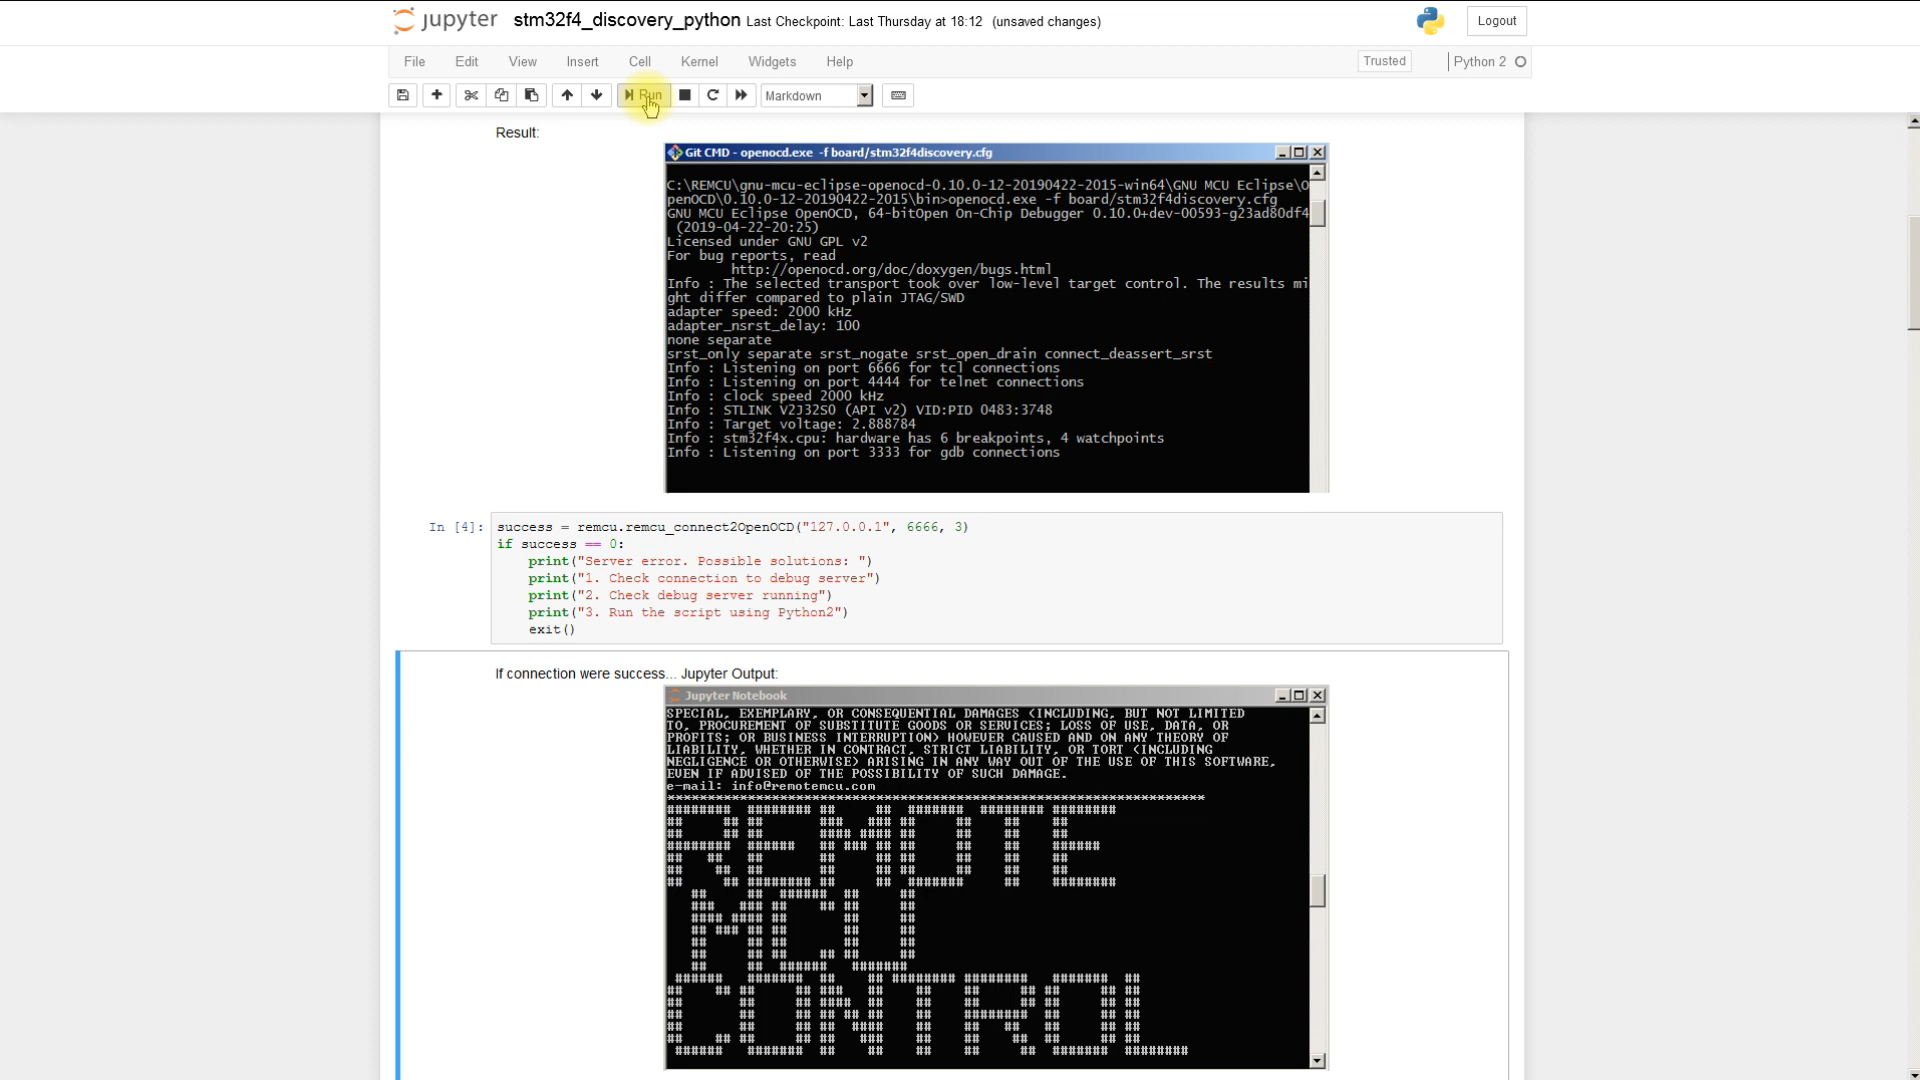 jupyter stm32f4_discovery_python Last Checkpoint: Last Thursday at 18:12 (unsaved changes) Logout
File Edit View Insert Cell Kernel Widgets Help Trusted Python 2
Run Markdown
Result:
Git CMD - openocd.exe -f board/stm32f4discovery.cfg
C:\REMCU\gnu-mcu-eclipse-openocd-0.10.0-12-20190422-2015-win64\GNU MCU Eclipse\O
penOCD\0.10.0-12-20190422-2015\bin>openocd.exe -f board/stm32f4discovery.cfg
GNU MCU Eclipse OpenOCD, 64-bitOpen On-Chip Debugger 0.10.0+dev-00593-g23ad80df4
(2019-04-22-20:25)
Licensed under GNU GPL v2
For bug reports, read
http://openocd.org/doc/doxygen/bugs.html
Info : The selected transport took over low-level target control. The results mi
ght differ compared to plain JTAG/SWD
adapter speed: 2000 kHz
adapter_nsrst_delay: 100
none separate
srst_only separate srst_nogate srst_open_drain connect_deassert_srst
Info : Listening on port 6666 for tcl connections
Info : Listening on port 4444 for telnet connections
Info : clock speed 2000 kHz
Info : STLINK V2J32S0 (API v2) VID:PID 0483:3748
Info : Target voltage: 2.888784
Info : stm32f4x.cpu: hardware has 6 breakpoints, 4 watchpoints
Info : Listening on port 3333 for gdb connections
In [4]: success = remcu.remcu_connect2OpenOCD("127.0.0.1", 6666, 3)
if success == 0:
print("Server error. Possible solutions: ")
print("1. Check connection to debug server")
print("2. Check debug server running")
print("3. Run the script using Python2")
exit()
If connection were success... Jupyter Output:
Jupyter Notebook
SPECIAL, EXEMPLARY, OR CONSEQUENTIAL DAMAGES (INCLUDING, BUT NOT LIMITED
TO, PROCUREMENT OF SUBSTITUTE GOODS OR SERVICES; LOSS OF USE, DATA, OR
PROFITS; OR BUSINESS INTERRUPTION) HOWEVER CAUSED AND ON ANY THEORY OF
LIABILITY, WHETHER IN CONTRACT, STRICT LIABILITY, OR TORT (INCLUDING
NEGLIGENCE OR OTHERWISE) ARISING IN ANY WAY OUT OF THE USE OF THIS SOFTWARE,
EVEN IF ADVISED OF THE POSSIBILITY OF SUCH DAMAGE.
e-mail: info@remotemcu.com
REMOTE
MCU
CONTROL